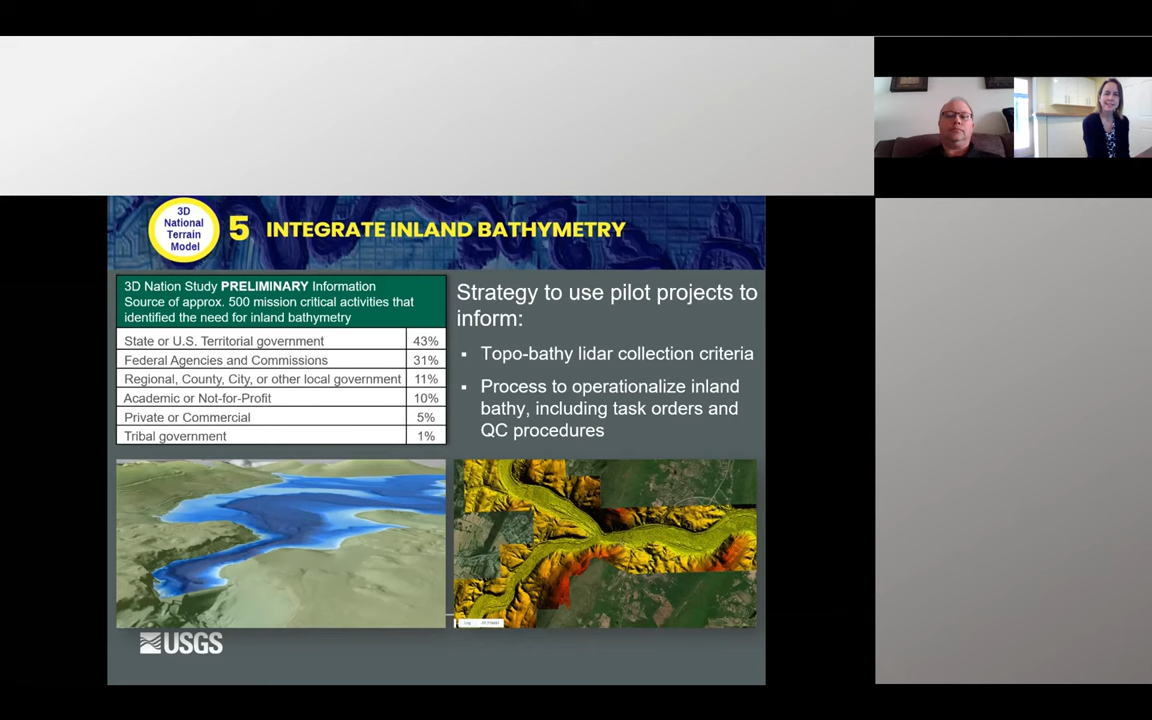 3D
National
Terrain
Model
5 INTEGRATE INLAND BATHYMETRY
3D Nation Study PRELIMINARY Information
Source of approx. 500 mission critical activities that
identified the need for inland bathymetry
State or U.S. Territorial government 43%
Federal Agencies and Commissions 31%
Regional, County, City, or other local government 11%
Academic or Not-for-Profit 10%
Private or Commercial 5%
Tribal government 1%
Strategy to use pilot projects to
inform:
▪ Topo-bathy lidar collection criteria
▪ Process to operationalize inland
bathy, including task orders and
QC procedures
USGS